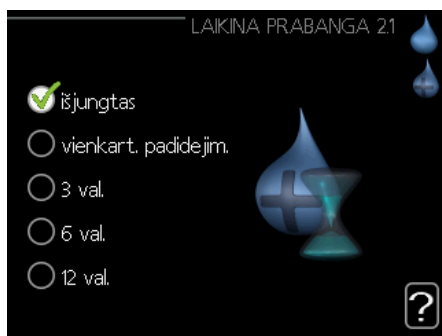 LAIKINA PRABANGA 2.1
išjungtas
vienkart. padidejim.
3 val.
6 val.
12 val.
?